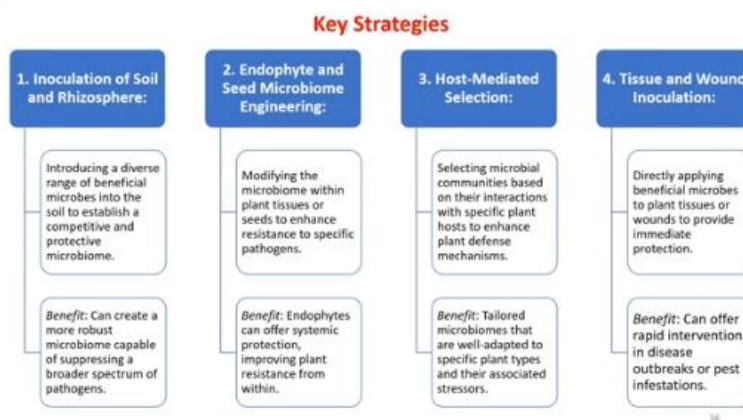 Key Strategies
1. Inoculation of Soil
and Rhizosphere:
Introducing a diverse
range of beneficial
microbes into the
soil to establish a
competitive and
protective
microbiome.
Benefit: Can create a
more robust
microbiome capable
of suppressing a
broader spectrum of
pathogens.
2. Endophyte and
Seed Microbiome
Engineering:
Modifying the
microbiome within
plant tissues or
seeds to enhance
resistance to specific
pathogens.
Benefit: Endophytes
can offer systemic
protection,
improving plant
resistance from
within.
3. Host-Mediated
Selection:
Selecting microbial
communities based
on their interactions
with specific plant
hosts to enhance
plant defense
mechanisms.
Benefit: Tailored
microbiomes that
are well-adapted to
specific plant types
and their associated
stressors.
4. Tissue and Wound
Inoculation:
Directly applying
beneficial microbes
to plant tissues or
wounds to provide
immediate
protection.
Benefit: Can offer
rapid intervention
in disease
outbreaks or pest
infestations.